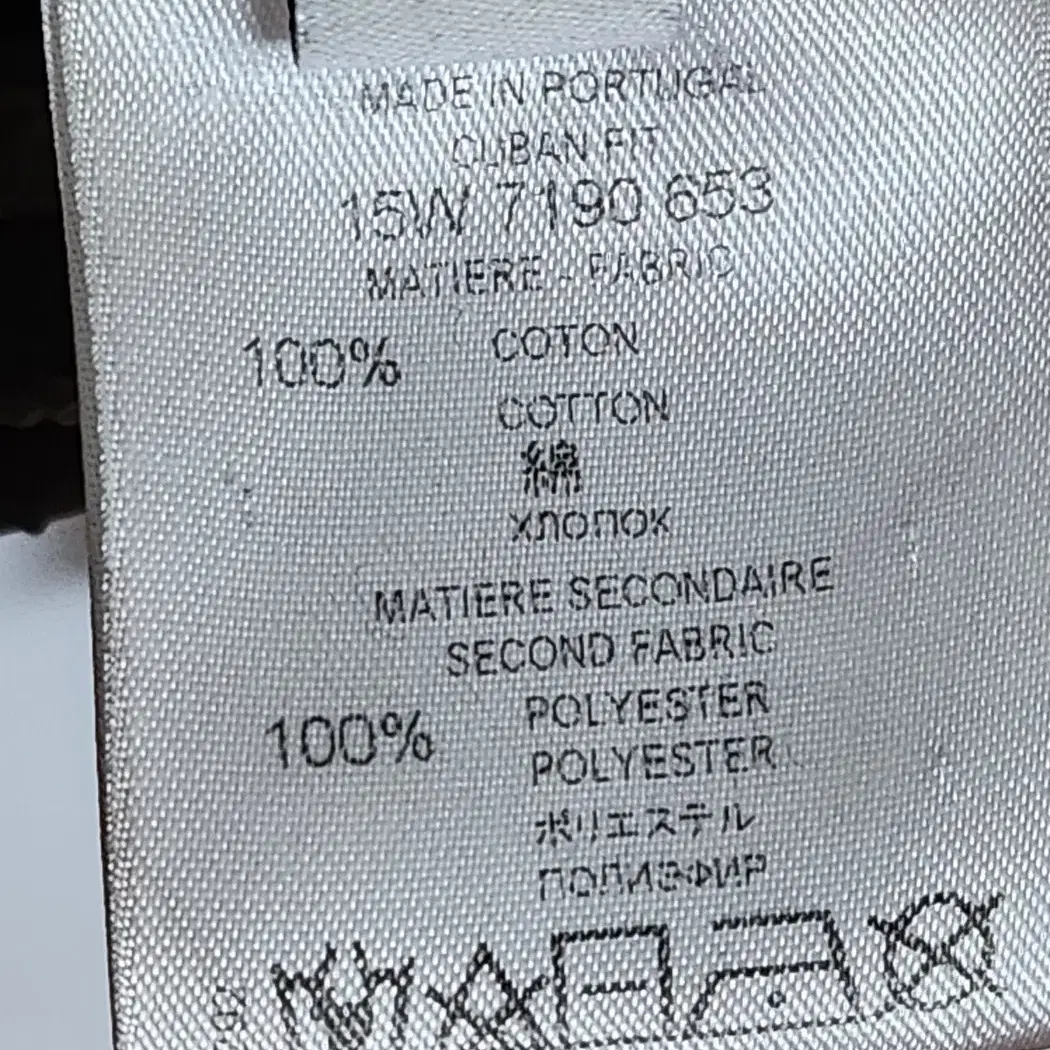 MADE IN PORTUGAL
CUBAN FIT
15W 7190 653
MATIERE - FABRIC
100% COTON
COTTON
綿
ХЛОПОК
MATIERE SECONDAIRE
SECOND FABRIC
100% POLYESTER
POLYESTER
ポリエステル
ПОЛИЭФИР